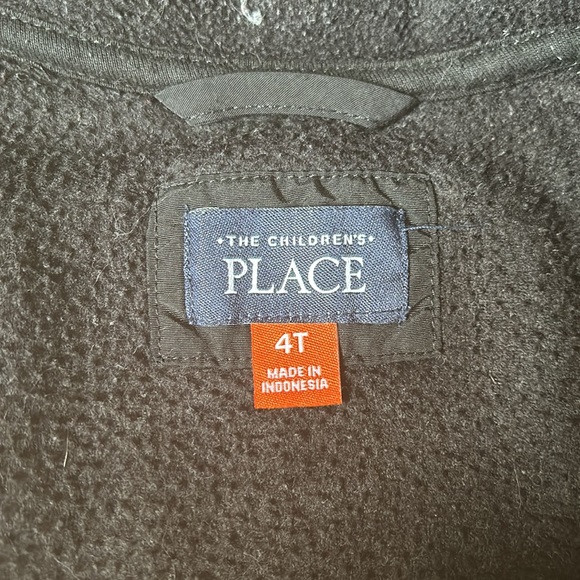 •THE CHILDREN'S•
PLACE
4T
MADE IN
INDONESIA